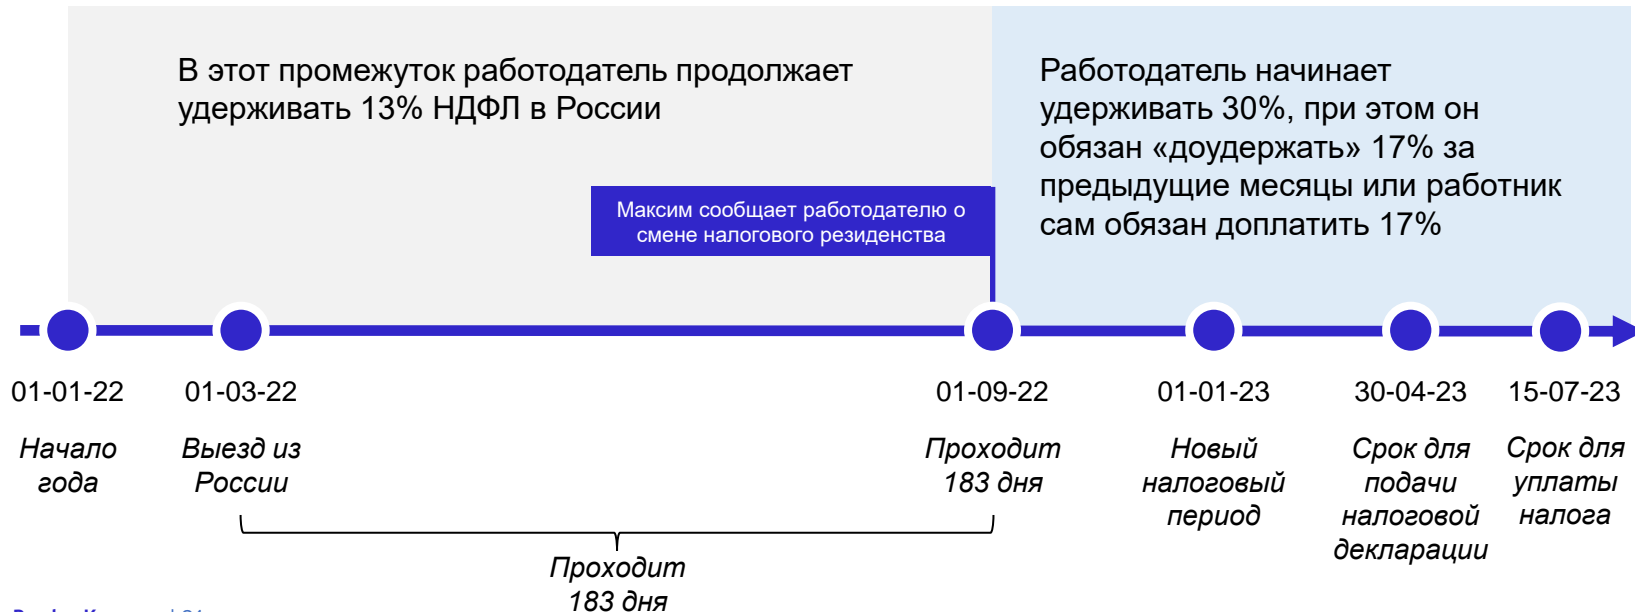 В этот промежуток работодатель продолжает
удерживать 13% НДФЛ в России
Работодатель начинает
удерживать 30%, при этом он
обязан «доудержать» 17% за
предыдущие месяцы или работник
сам обязан доплатить 17%
Максим сообщает работодателю о
смене налогового резиденства
01-01-22
Начало
года
01-03-22
Выезд из
России
01-09-22
Проходит
183 дня
01-01-23
Новый
налоговый
период
30-04-23
Срок для
подачи
налоговой
декларации
15-07-23
Срок для
уплаты
налога
Проходит
183 дня